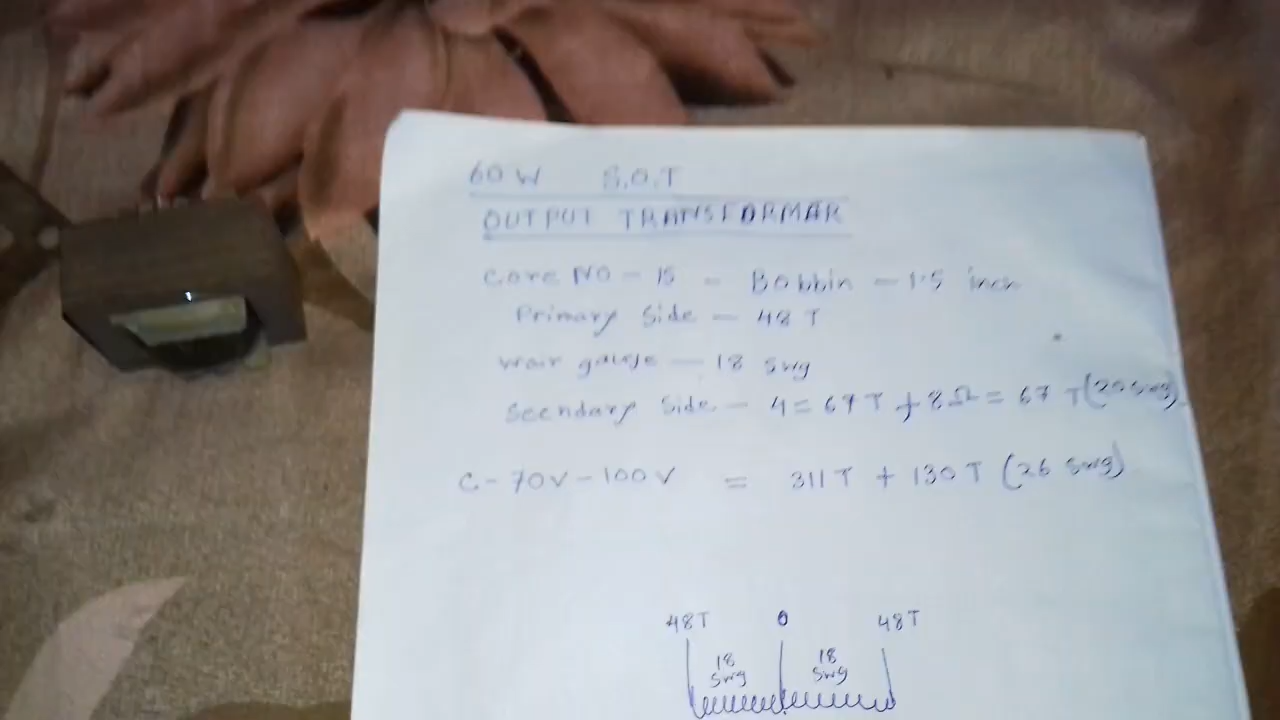 60 W S.O.T
OUTPUT TRANSFORMAR
Core NO - 15 - Bobbin - 1.5 inch
Primary Side - 48 T
wair gauge - 18 swg
Secndary Side - 4 = 67 T + 8 Ω = 67 T (20 swg)
C - 70V - 100V = 311 T + 130 T (26 swg)
48T 0 48T
18 swg 18 swg